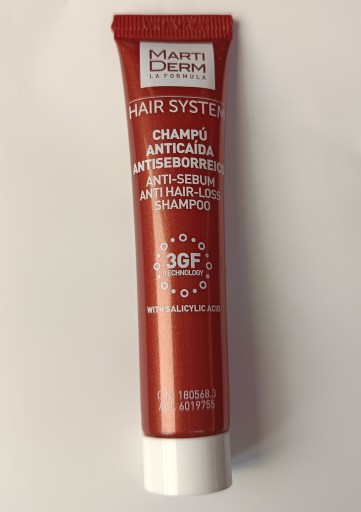 MARTI
DERM
LA FORMULA
HAIR SYSTEM
CHAMPÚ
ANTICAÍDA
ANTISEBORREICO
ANTI-SEBUM
ANTI HAIR-LOSS
SHAMPOO
3GF
TECHNOLOGY
WITH SALICYLIC ACID
C.N. 180568.3
Art. 6019755